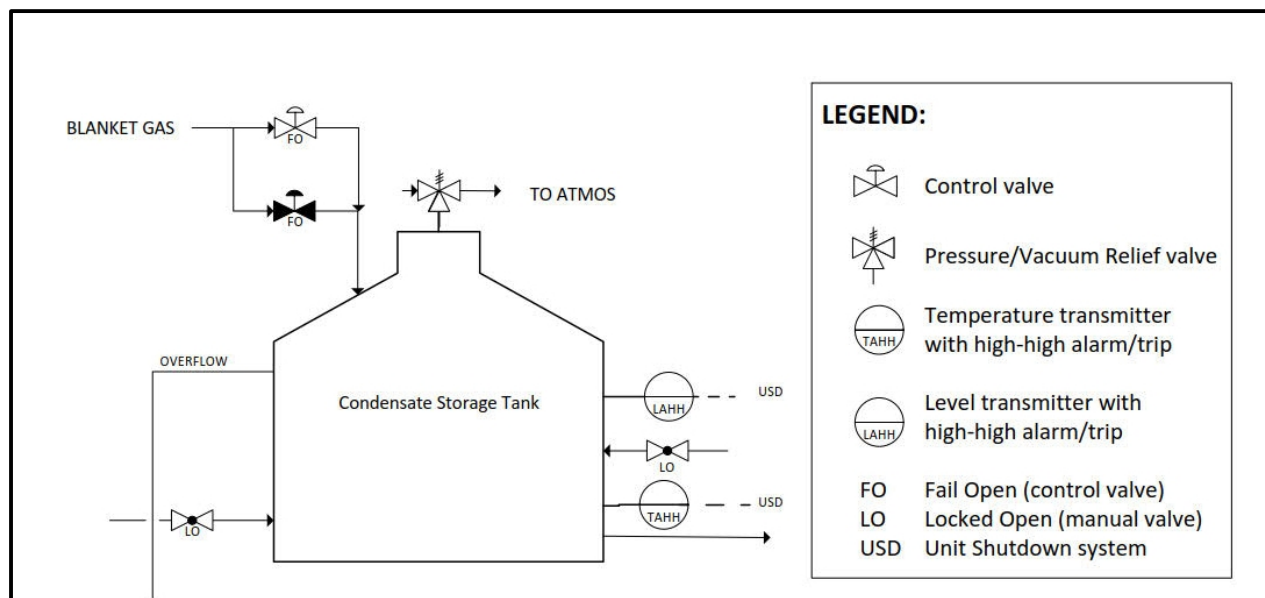 BLANKET GAS
FO
FO
TO ATMOS
OVERFLOW
Condensate Storage Tank
LAHH
USD
LO
TAHH
USD
LO
LEGEND:
Control valve
Pressure/Vacuum Relief valve
TAHH
Temperature transmitter
with high-high alarm/trip
LAHH
Level transmitter with
high-high alarm/trip
FO Fail Open (control valve)
LO Locked Open (manual valve)
USD Unit Shutdown system